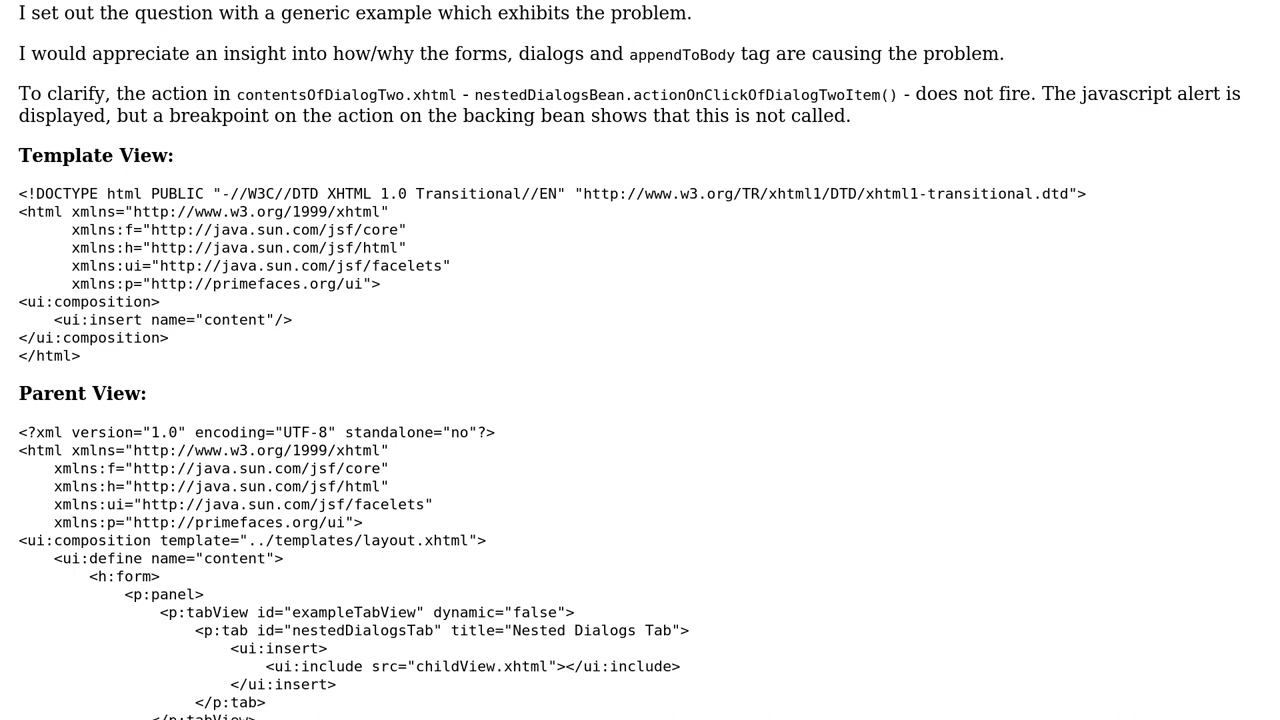 I set out the question with a generic example which exhibits the problem.
I would appreciate an insight into how/why the forms, dialogs and appendToBody tag are causing the problem.
To clarify, the action in contentsOfDialogTwo.xhtml - nestedDialogsBean.actionOnClickOfDialogTwoItem() - does not fire. The javascript alert is
displayed, but a breakpoint on the action on the backing bean shows that this is not called.
Template View:
<!DOCTYPE html PUBLIC "-//W3C//DTD XHTML 1.0 Transitional//EN" "http://www.w3.org/TR/xhtml1/DTD/xhtml1-transitional.dtd">
<html xmlns="http://www.w3.org/1999/xhtml"
      xmlns:f="http://java.sun.com/jsf/core"
      xmlns:h="http://java.sun.com/jsf/html"
      xmlns:ui="http://java.sun.com/jsf/facelets"
      xmlns:p="http://primefaces.org/ui">
<ui:composition>
    <ui:insert name="content"/>
</ui:composition>
</html>
Parent View:
<?xml version="1.0" encoding="UTF-8" standalone="no"?>
<html xmlns="http://www.w3.org/1999/xhtml"
    xmlns:f="http://java.sun.com/jsf/core"
    xmlns:h="http://java.sun.com/jsf/html"
    xmlns:ui="http://java.sun.com/jsf/facelets"
    xmlns:p="http://primefaces.org/ui">
<ui:composition template="../templates/layout.xhtml">
    <ui:define name="content">
        <h:form>
            <p:panel>
                <p:tabView id="exampleTabView" dynamic="false">
                    <p:tab id="nestedDialogsTab" title="Nested Dialogs Tab">
                        <ui:insert>
                            <ui:include src="childView.xhtml"></ui:include>
                        </ui:insert>
                    </p:tab>
               </p:tabView>